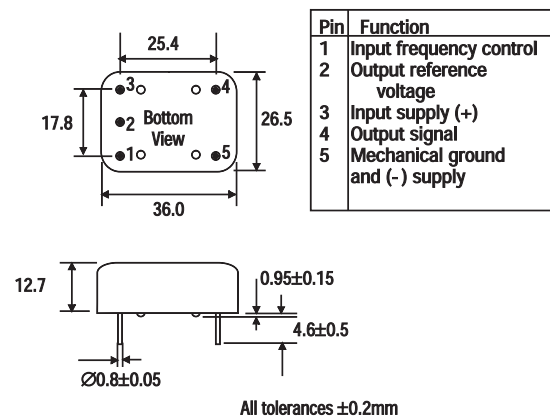 25.4
3
4
17.8
2
Bottom
View
26.5
1
5
36.0
Pin Function
1 Input frequency control
2 Output reference
voltage
3 Input supply (+)
4 Output signal
5 Mechanical ground
and (-) supply
12.7
0.95±0.15
4.6±0.5
Ø0.8±0.05
All tolerances ±0.2mm